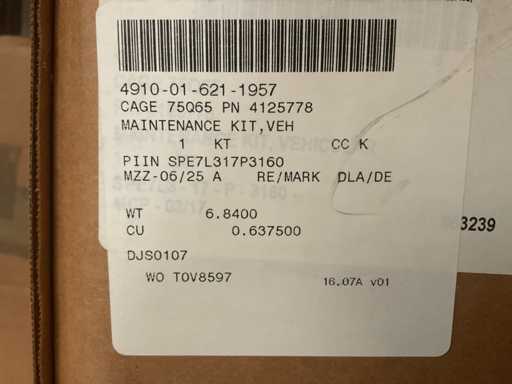 4910-01-621-1957
CAGE 75Q65 PN 4125778
MAINTENANCE KIT,VEH
1 KT CC K
PIIN SPE7L317P3160
MZZ-06/25 A RE/MARK DLA/DE
WT 6.8400
CU 0.637500
DJS0107
WO TOV8597 16.07A v01
3239